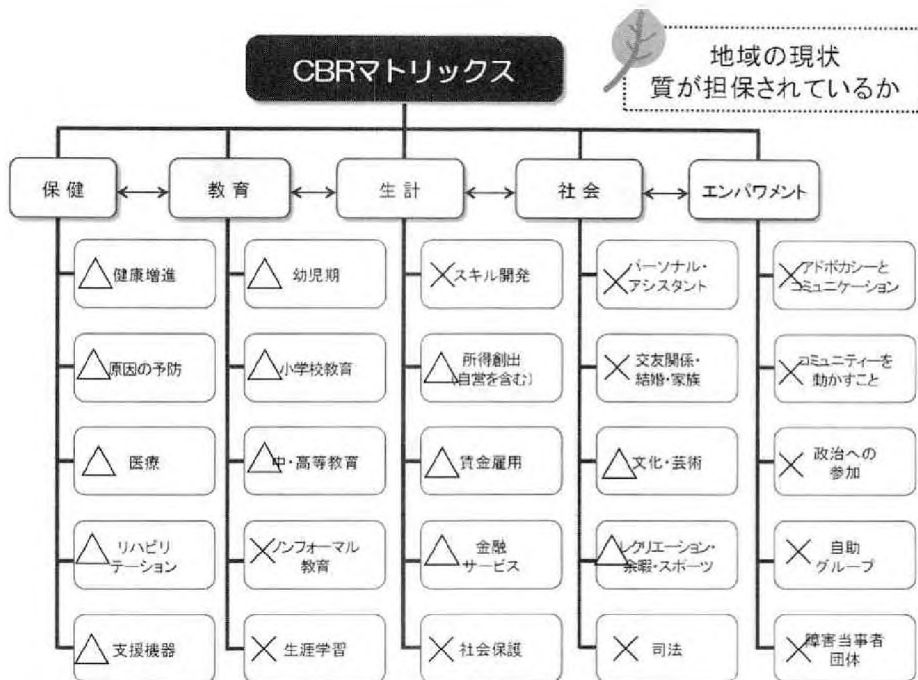 CBRマトリックス
地域の現状
質が担保されているか
保健
教育
生計
社会
エンパワメント
△健康増進
△原因の予防
△医療
△リハビリ
テーション
△支援機器
△幼児期
△小学校教育
△中・高等教育
×ノンフォーマル
教育
×生涯学習
×スキル開発
△所得創出
(自営を含む)
△賃金雇用
△金融
サービス
×社会保護
×パーソナル・
アシスタント
×交友関係・
結婚・家族
△文化・芸術
△レクリエーション・
余暇・スポーツ
×司法
×アドボカシーと
コミュニケーション
×コミュニティーを
動かすこと
×政治への
参加
×自助
グループ
×障害当事者
団体